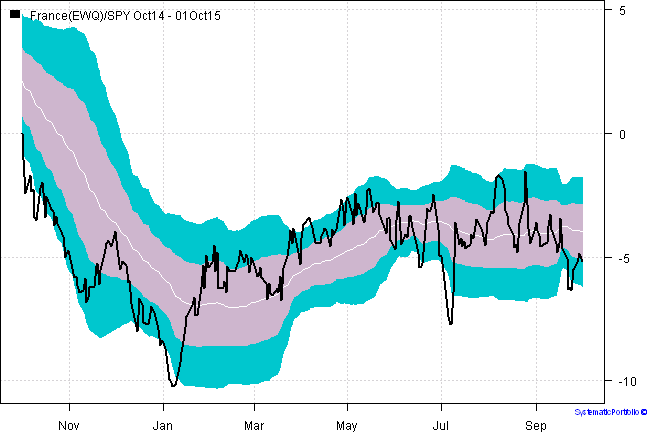 France(EWQ)/SPY Oct14 - 01Oct15
5
0
-5
-10
Nov Jan Mar May Jul Sep
SystematicPortfolio ©